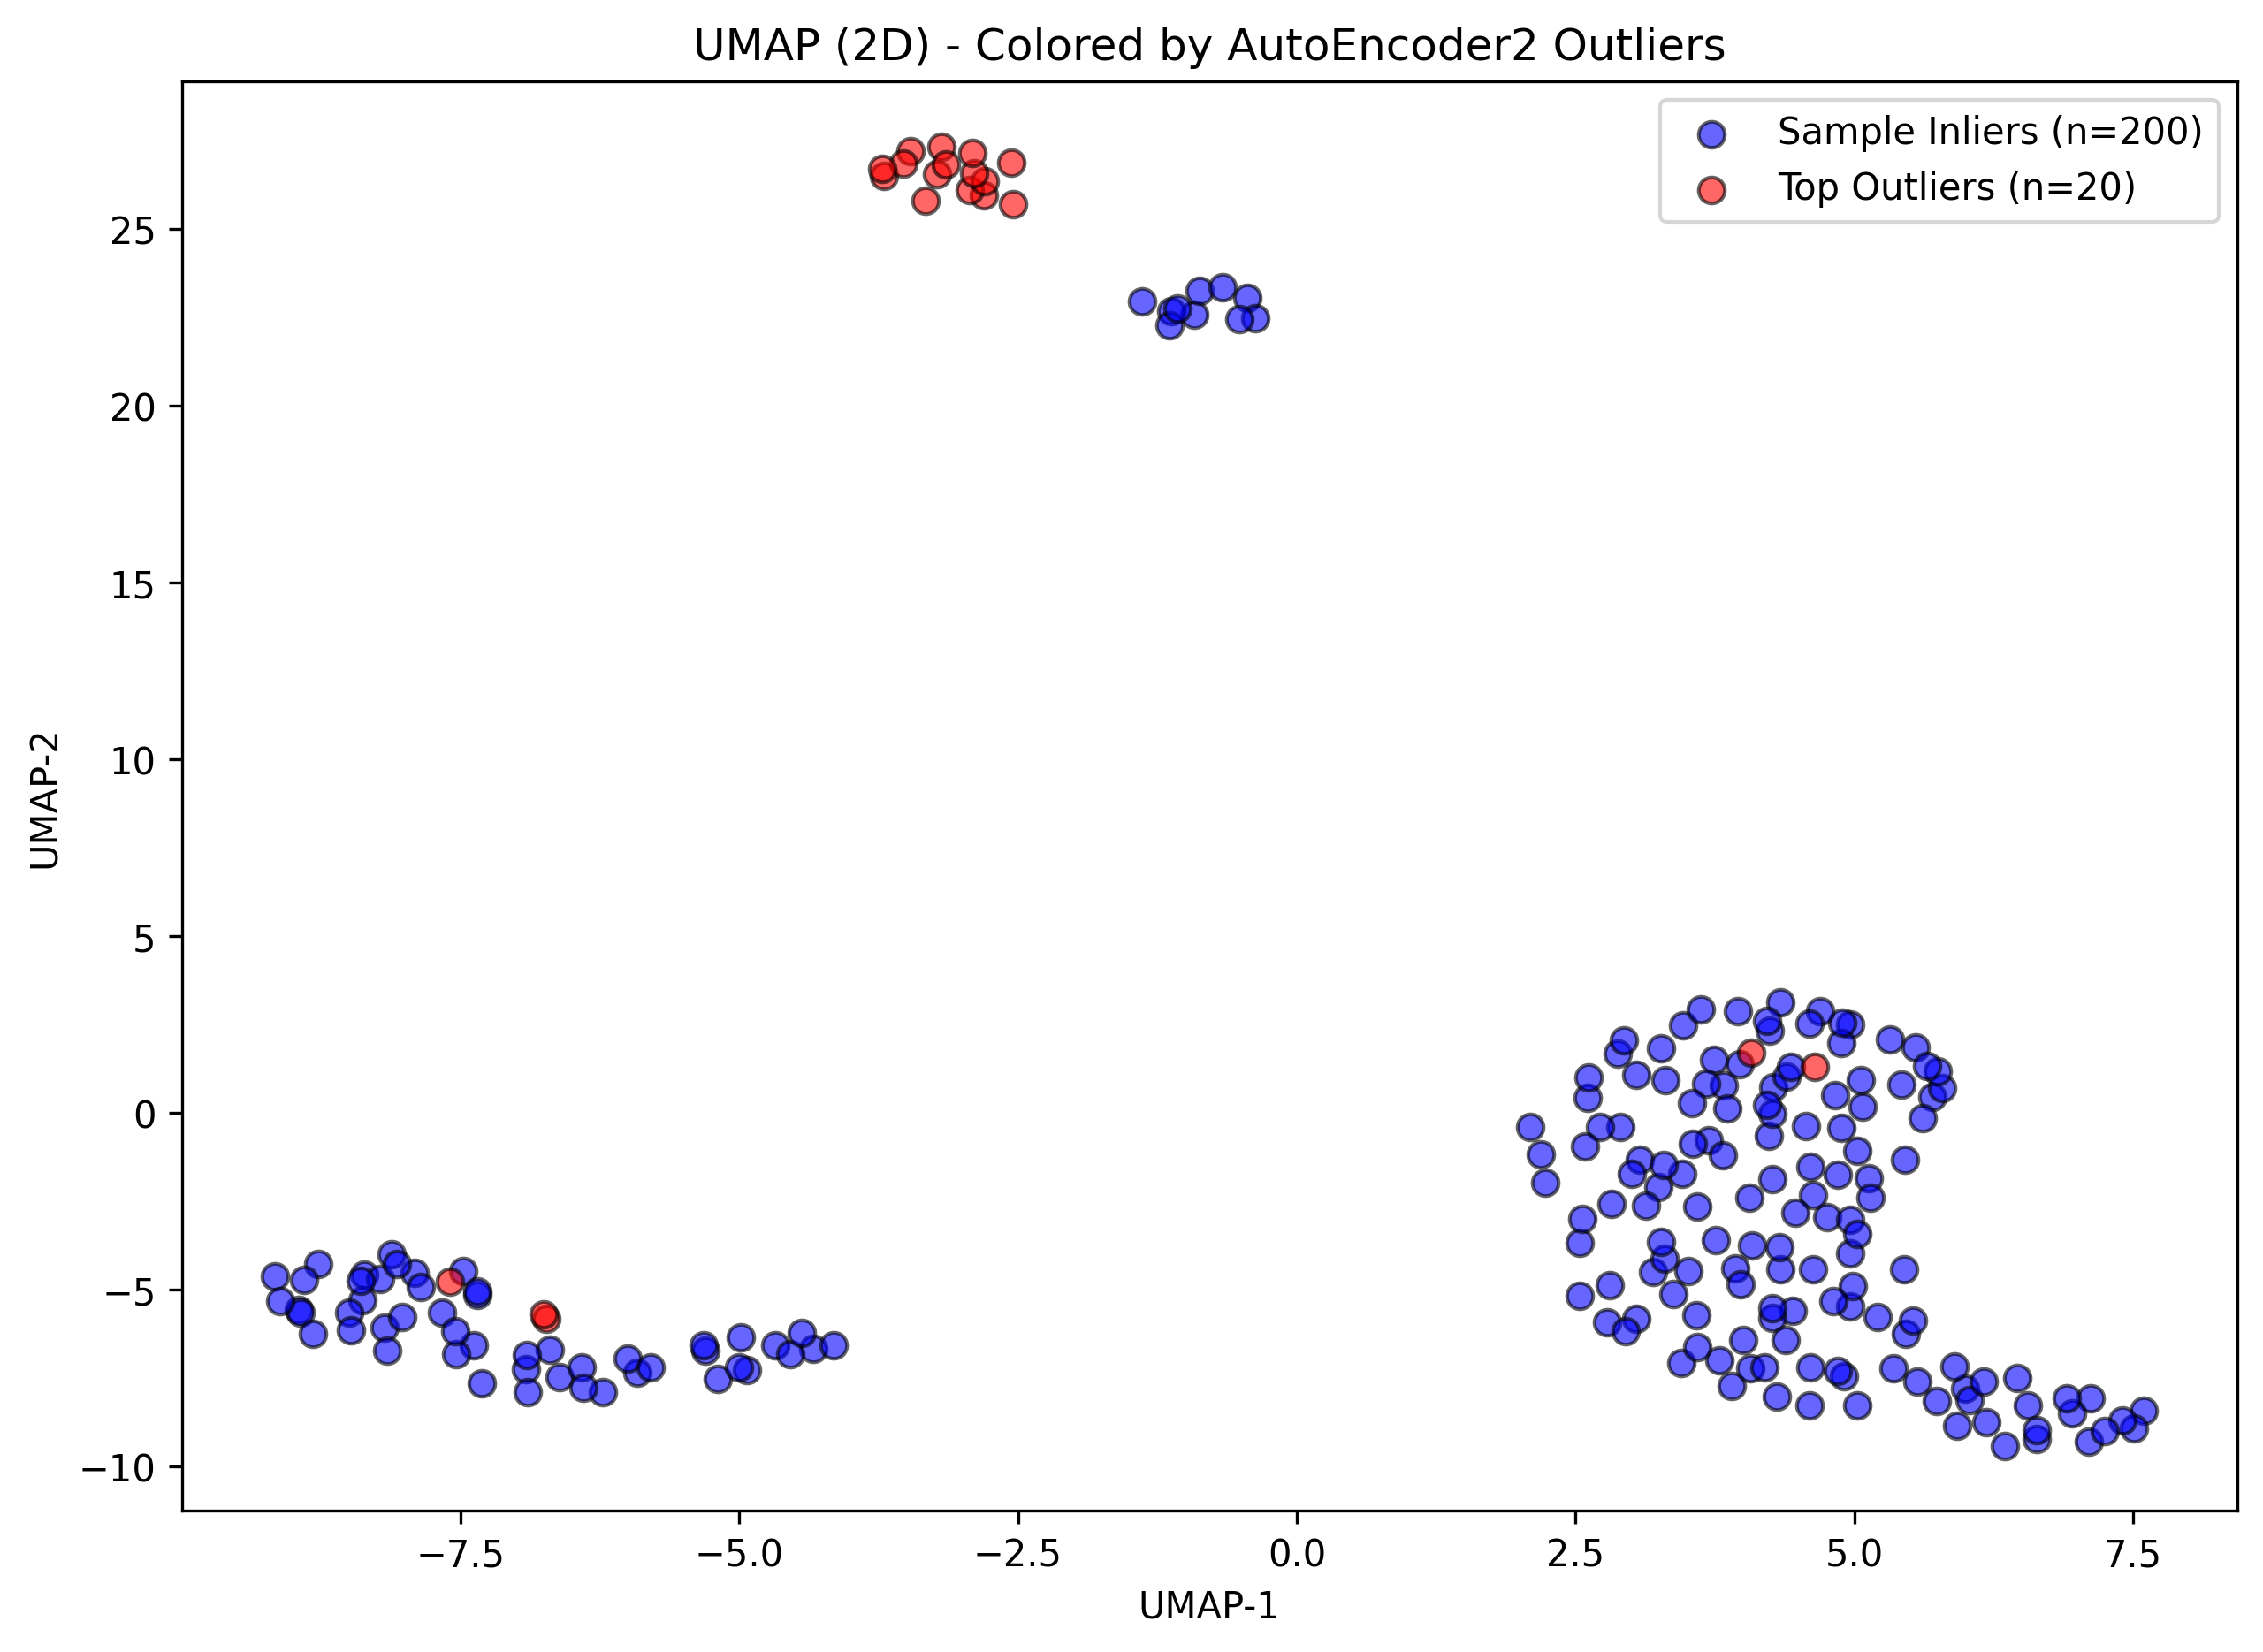 UMAP (2D) - Colored by AutoEncoder2 Outliers
Sample Inliers (n=200)
Top Outliers (n=20)
25
20
15
10
5
0
−5
−10
UMAP-2
−7.5 −5.0 −2.5 0.0 2.5 5.0 7.5
UMAP-1